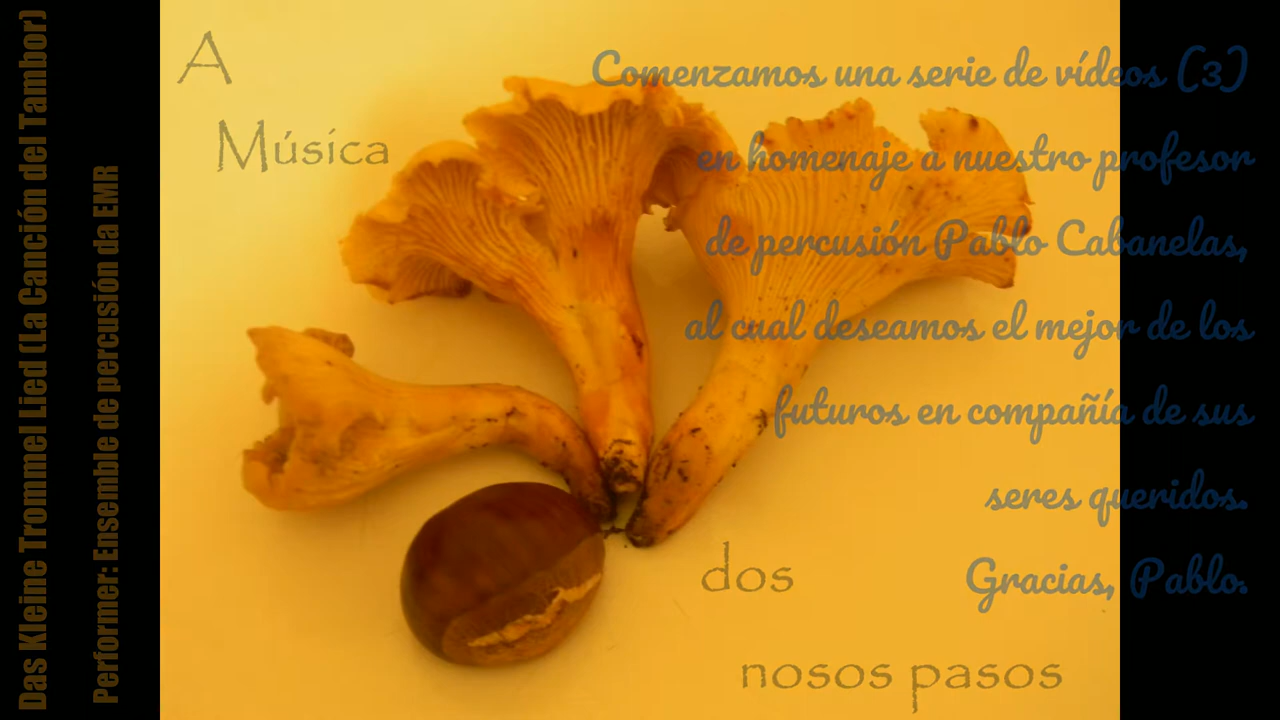 Das Kleine Trommel Lied (La Canción del Tambor)
Performer: Ensemble de percusión da EMR
A
Música
dos
nosos pasos
Comenzamos una serie de vídeos (3)
en homenaje a nuestro profesor
de percusión Pablo Cabanelas,
al cual deseamos el mejor de los
futuros en compañía de sus
seres queridos.
Gracias, Pablo.